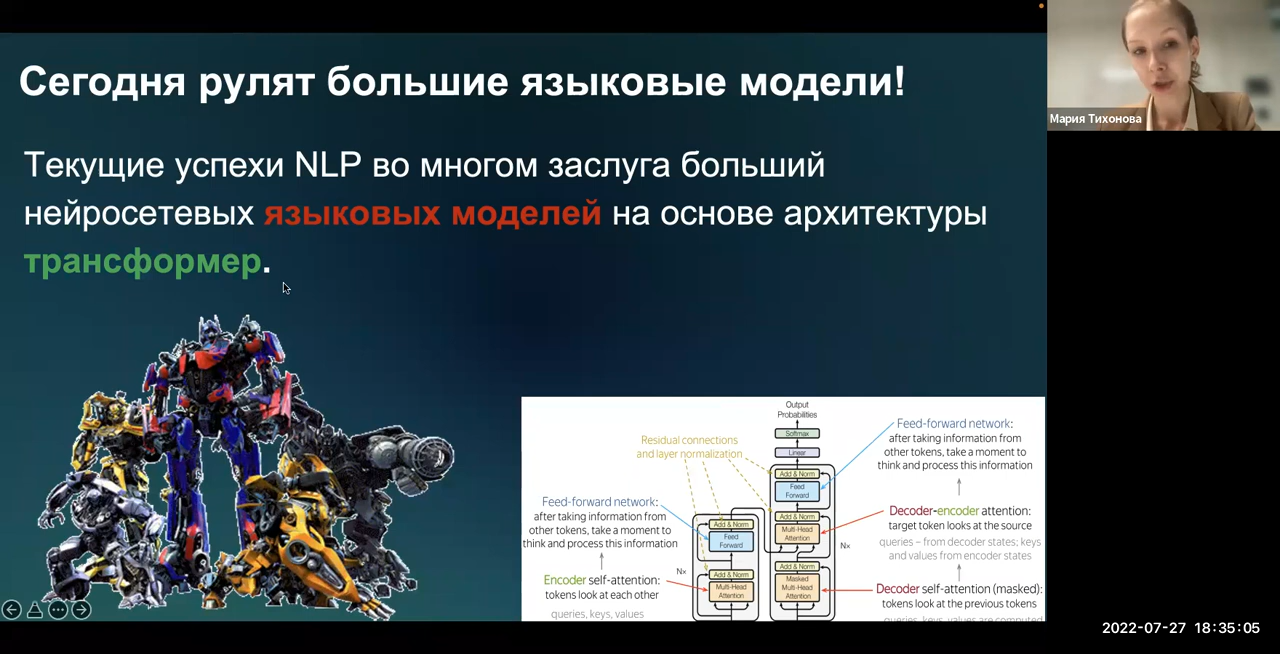 Сегодня рулят большие языковые модели!
Текущие успехи NLP во многом заслуга больший
нейросетевых языковых моделей на основе архитектуры
трансформер.
Мария Тихонова
Output
Probabilities
Softmax
Linear
Add & Norm
Feed
Forward
Add & Norm
Multi-Head
Attention
Add & Norm
Masked
Multi-Head
Attention
Nx
Residual connections
and layer normalization
Feed-forward network:
after taking information from
other tokens, take a moment to
think and process this information
Encoder self-attention:
tokens look at each other
queries, keys, values
Add & Norm
Feed
Forward
Nx
Add & Norm
Multi-Head
Attention
Feed-forward network:
after taking information from
other tokens, take a moment to
think and process this information
Decoder-encoder attention:
target token looks at the source
queries – from decoder states; keys
and values from encoder states
Decoder self-attention (masked):
tokens look at the previous tokens
queries, keys, values are computed
2022-07-27 18:35:05